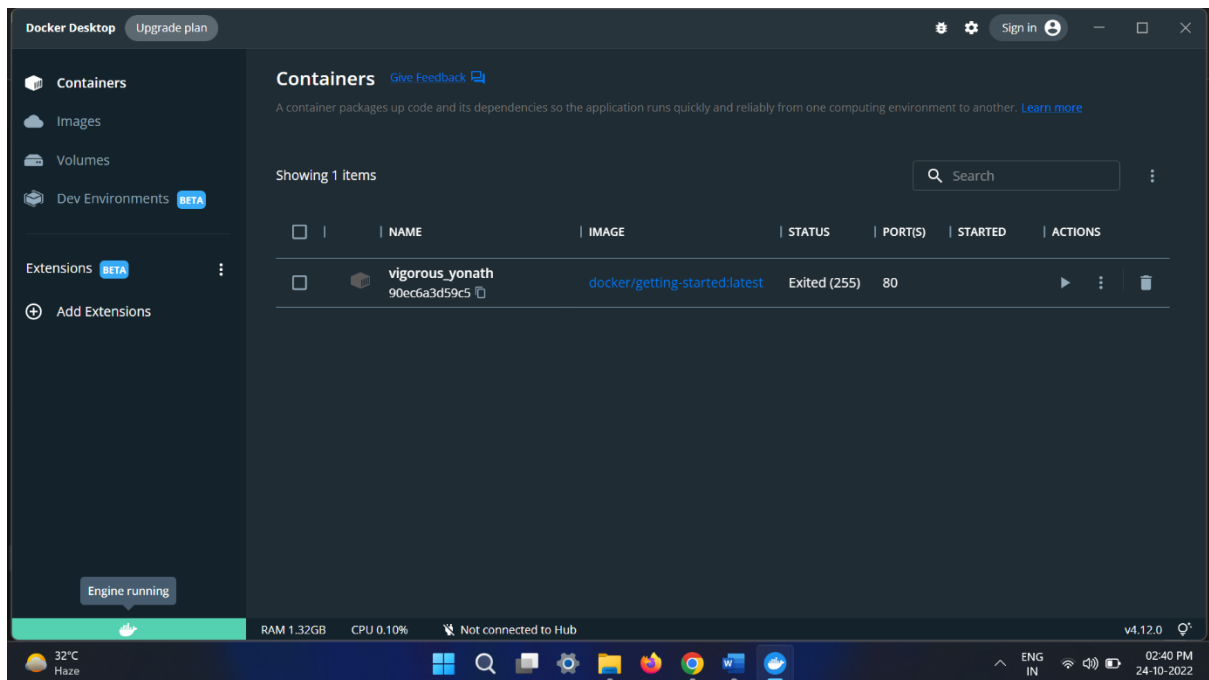 Docker Desktop Upgrade plan Sign in
Containers
Images
Volumes
Dev Environments BETA
Extensions BETA
Add Extensions
Containers Give Feedback
A container packages up code and its dependencies so the application runs quickly and reliably from one computing environment to another. Learn more
Showing 1 items Search
NAME IMAGE STATUS PORT(S) STARTED ACTIONS
vigorous_yonath docker/getting-started:latest Exited (255) 80
90ec6a3d59c5
Engine running
RAM 1.32GB CPU 0.10% Not connected to Hub v4.12.0
32°C ENG 02:40 PM
Haze IN 24-10-2022